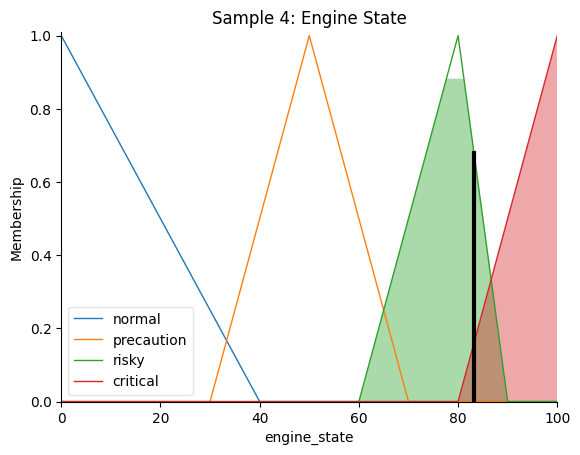 Sample 4: Engine State
1.0
0.8
0.6
0.4
0.2
0.0
Membership
normal
precaution
risky
critical
0 20 40 60 80 100
engine_state